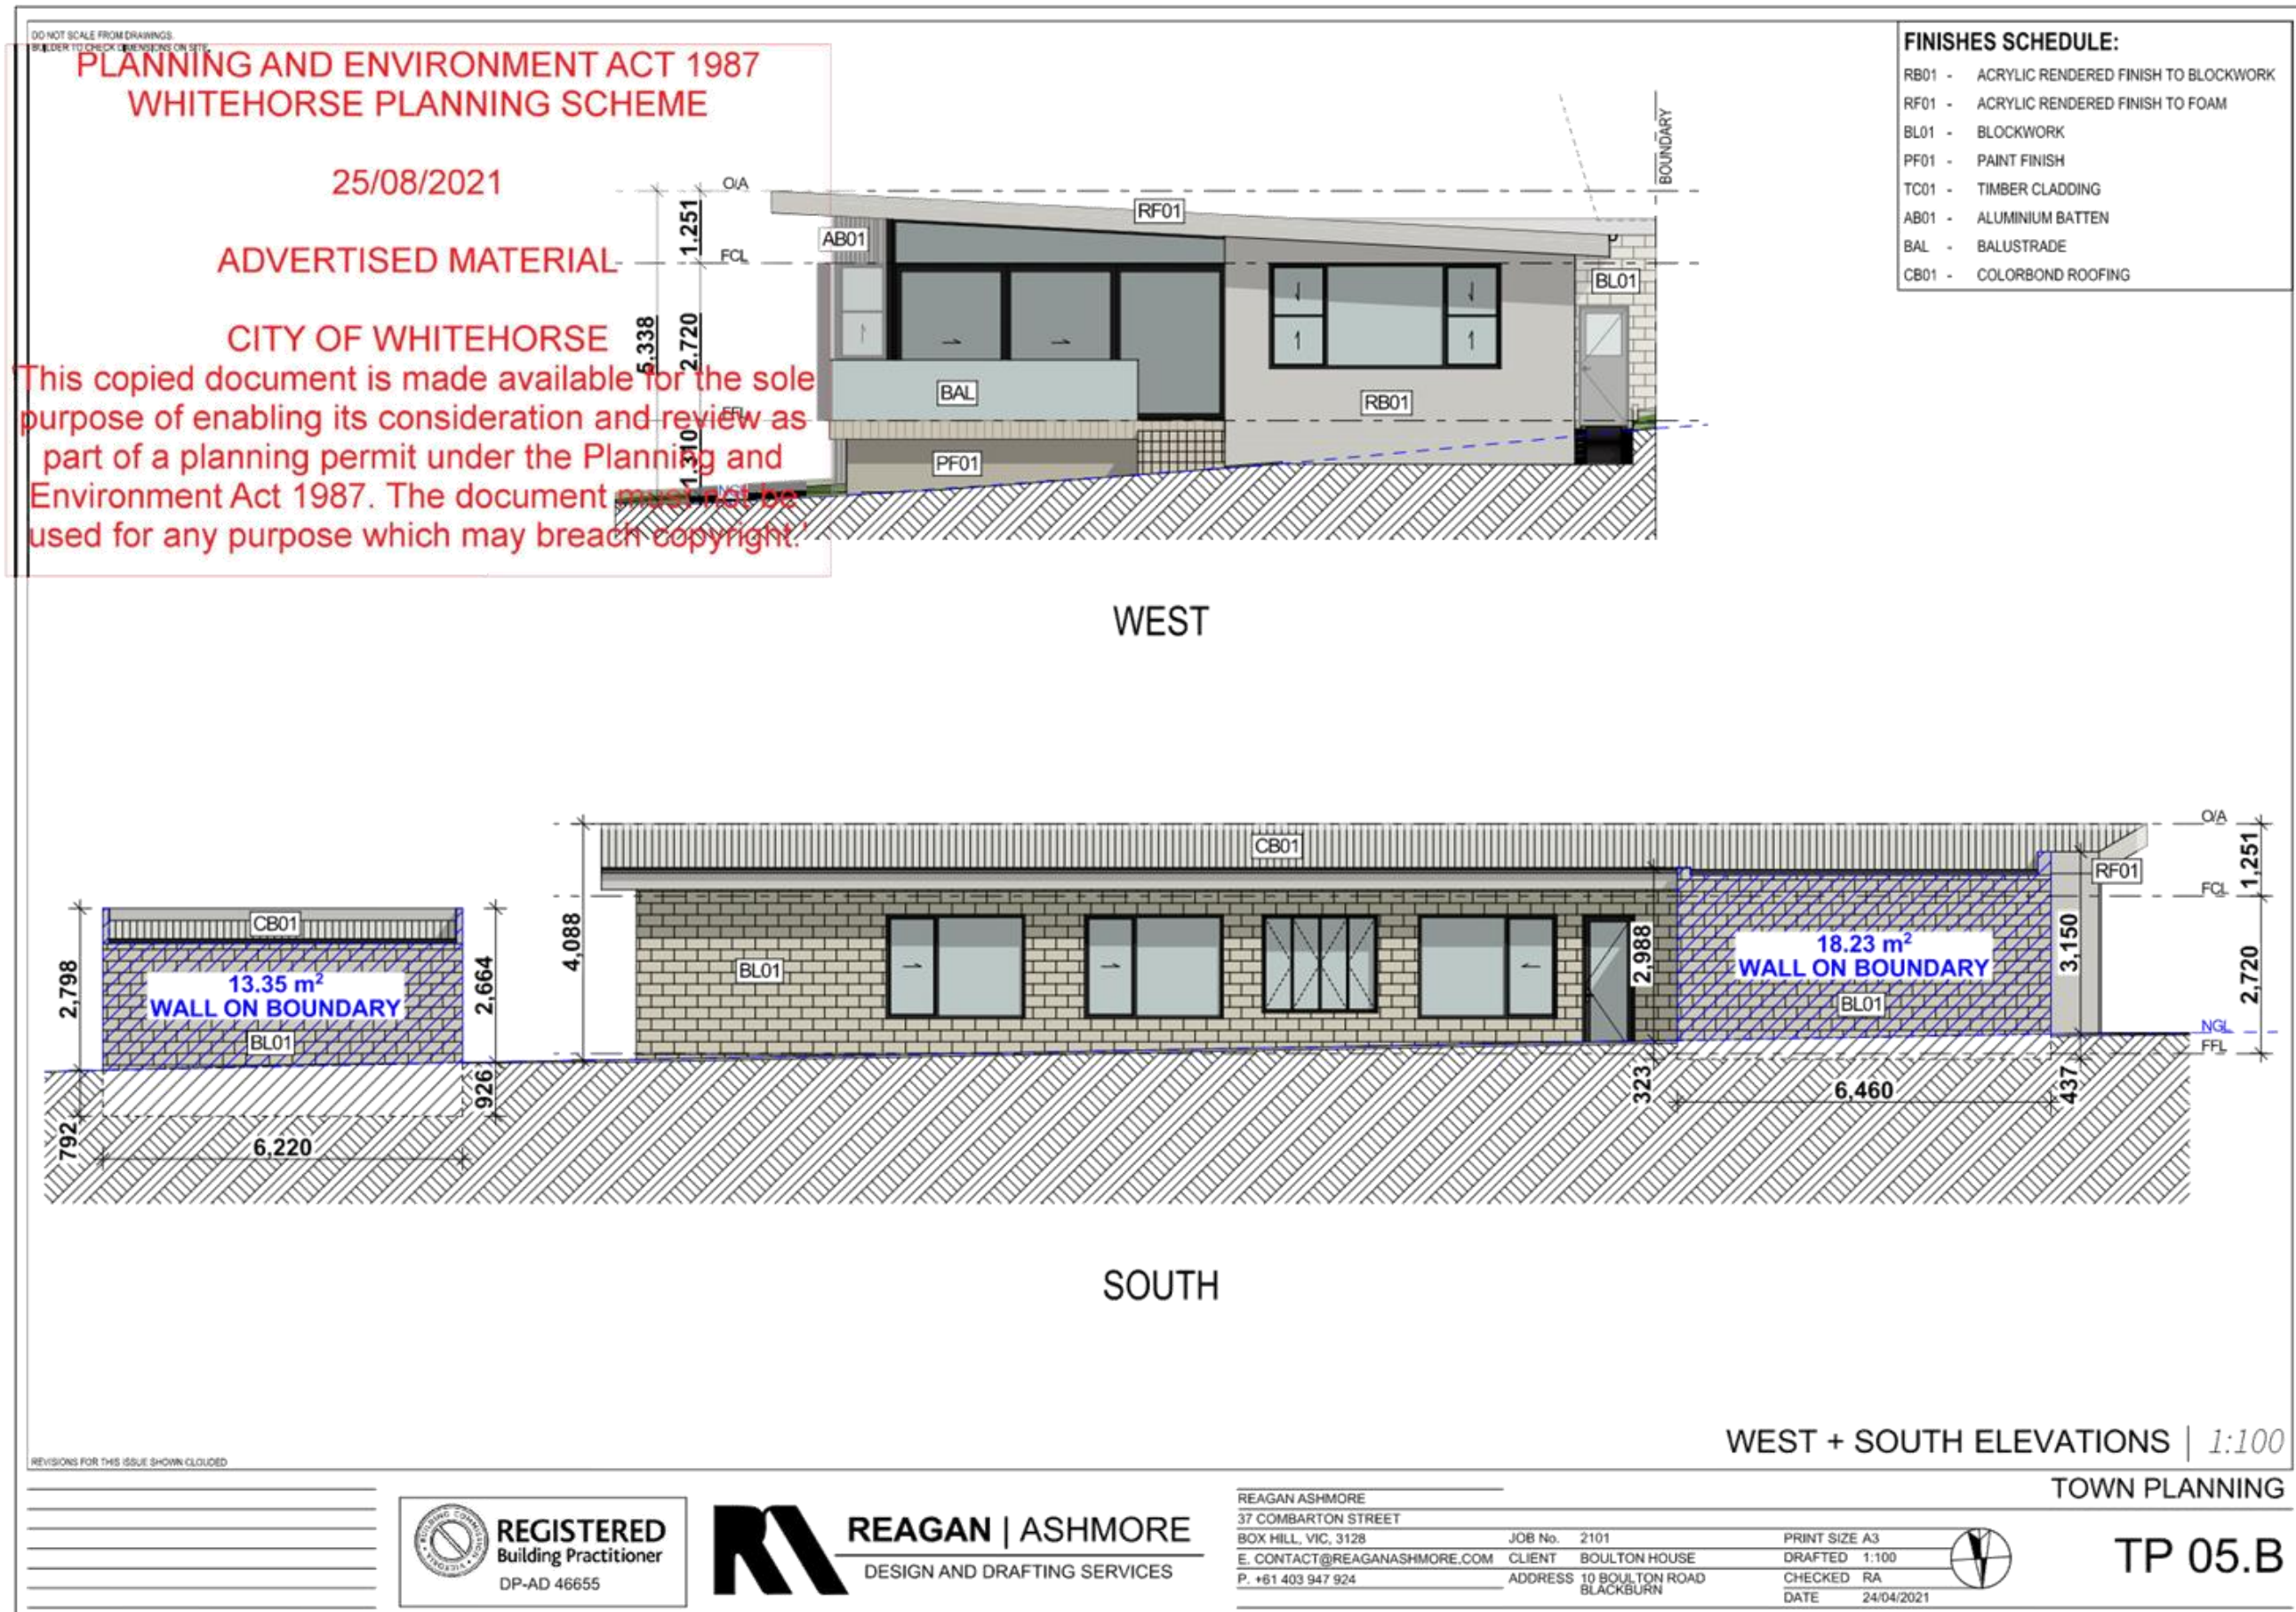 DO NOT SCALE FROM DRAWINGS.
BUILDER TO CHECK DIMENSIONS ON SITE.
PLANNING AND ENVIRONMENT ACT 1987
WHITEHORSE PLANNING SCHEME
25/08/2021
ADVERTISED MATERIAL
CITY OF WHITEHORSE
'This copied document is made available for the sole
purpose of enabling its consideration and review as
part of a planning permit under the Planning and
Environment Act 1987. The document must not be
used for any purpose which may breach copyright.'
FINISHES SCHEDULE:
RB01 - ACRYLIC RENDERED FINISH TO BLOCKWORK
RF01 - ACRYLIC RENDERED FINISH TO FOAM
BL01 - BLOCKWORK
PF01 - PAINT FINISH
TC01 - TIMBER CLADDING
AB01 - ALUMINIUM BATTEN
BAL - BALUSTRADE
CB01 - COLORBOND ROOFING
BOUNDARY
O/A
1,251
FCL
5,338
2,720
FFL
1,310
NGL
RF01
AB01
BL01
BAL
RB01
PF01
WEST
O/A
CB01
1,251
RF01
FCL
CB01
4,088
2,798
13.35 m²
WALL ON BOUNDARY
BL01
2,664
BL01
2,988
18.23 m²
WALL ON BOUNDARY
BL01
3,150
2,720
NGL
FFL
926
323
6,460
437
792
6,220
SOUTH
WEST + SOUTH ELEVATIONS | 1:100
REVISIONS FOR THIS ISSUE SHOWN CLOUDED
TOWN PLANNING
TP 05.B
BUILDING COMMISSION
VICTORIA
REGISTERED
Building Practitioner
DP-AD 46655
REAGAN | ASHMORE
DESIGN AND DRAFTING SERVICES
REAGAN ASHMORE
37 COMBARTON STREET
BOX HILL, VIC, 3128
E. CONTACT@REAGANASHMORE.COM
P. +61 403 947 924
JOB No. 2101
CLIENT BOULTON HOUSE
ADDRESS 10 BOULTON ROAD
BLACKBURN
PRINT SIZE A3
DRAFTED 1:100
CHECKED RA
DATE 24/04/2021